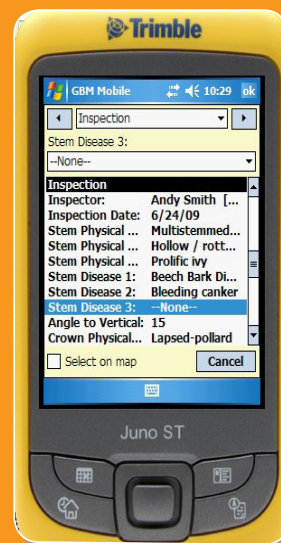 Trimble
GBM Mobile 10:29 ok
Inspection
Stem Disease 3:
--None--
Inspection
Inspector: Andy Smith [...
Inspection Date: 6/24/09
Stem Physical ... Multistemmed...
Stem Physical ... Hollow / rott...
Stem Physical ... Prolific ivy
Stem Disease 1: Beech Bark Di...
Stem Disease 2: Bleeding canker
Stem Disease 3: --None--
Angle to Vertical: 15
Crown Physical... Lapsed-pollard
Select on map Cancel
Juno ST